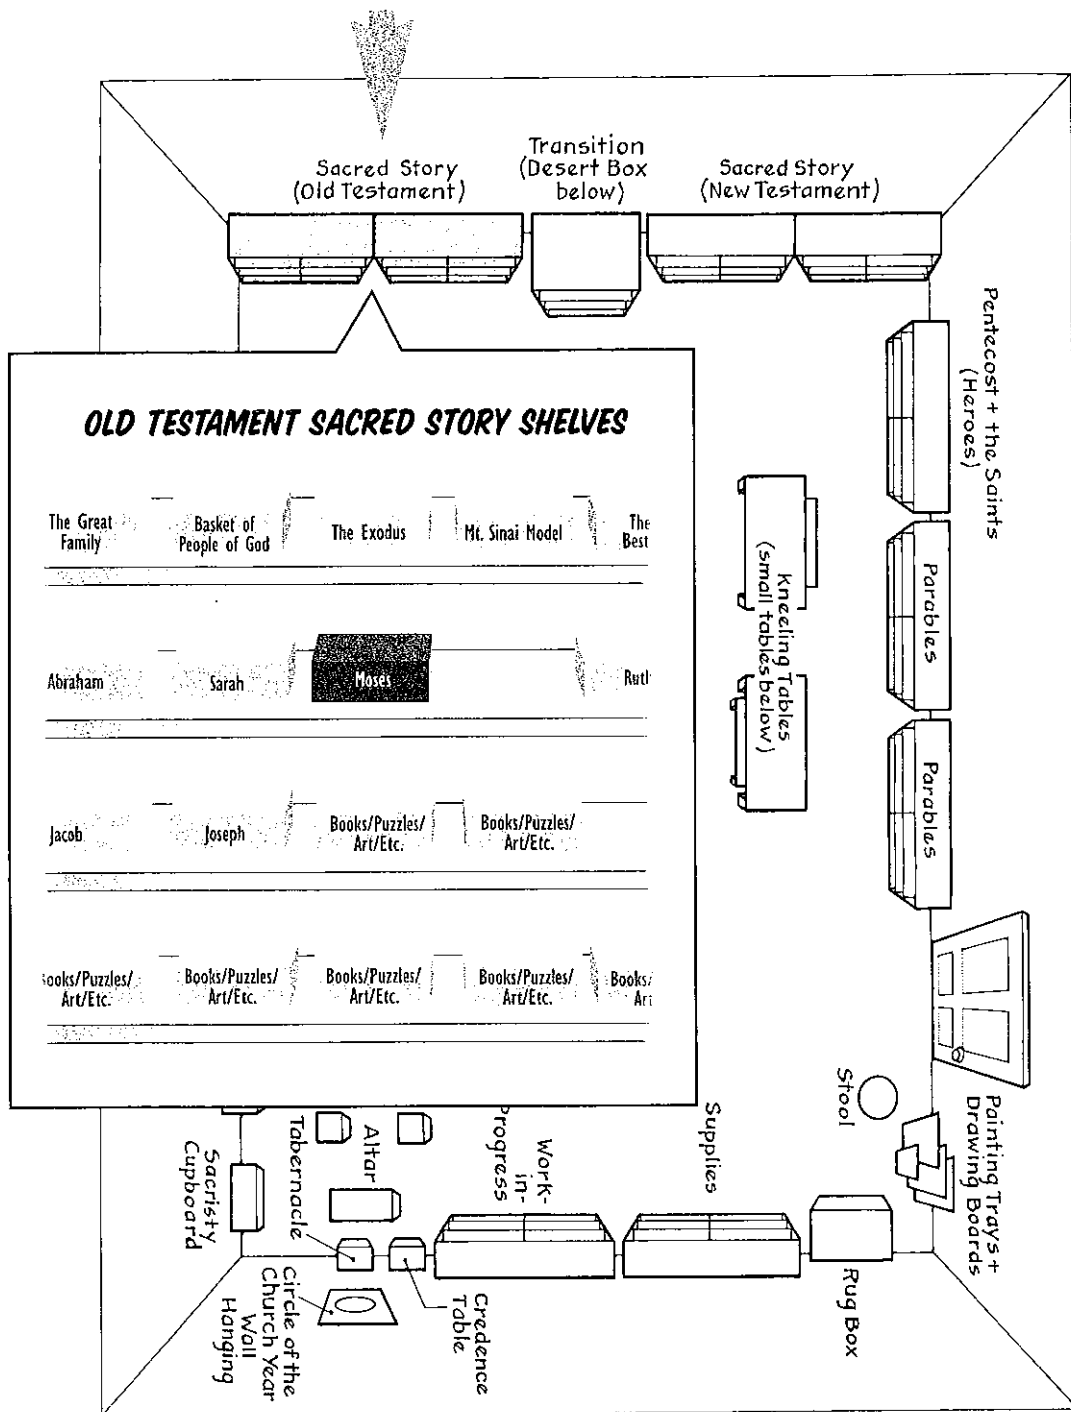 Sacred Story
(Old Testament)
Transition
(Desert Box
below)
Sacred Story
(New Testament)
Pentecost + the Saints
(Heroes)
OLD TESTAMENT SACRED STORY SHELVES
The Great
Family
Basket of
People of God
The Exodus
Mt. Sinai Model
The
Best
Abraham
Sarah
Moses
Jacob
Joseph
Books/Puzzles/
Art/Etc.
Books/Puzzles/
Art/Etc.
Books/Puzzles/
Art/Etc.
Books/Puzzles/
Art/Etc.
Books/Puzzles/
Art/Etc.
Kneeling Tables
(small tables below)
Parables
Parables
Stool
Painting Trays +
Drawing Boards
Supplies
Work-
in-
Progress
Altar
Tabernacle
Sacristy
Cupboard
Circle of the
Church Year
Wall
Hanging
Credence
Table
Rug Box